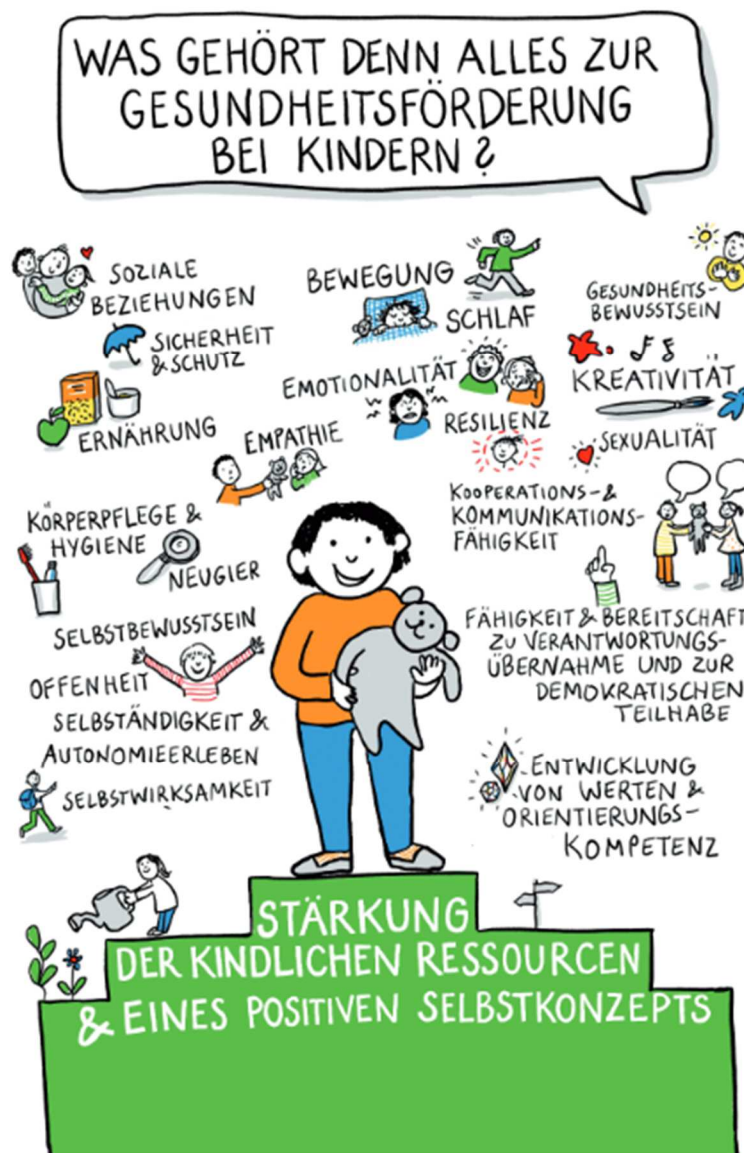 WAS GEHÖRT DENN ALLES ZUR
GESUNDHEITSFÖRDERUNG
BEI KINDERN?
SOZIALE
BEZIEHUNGEN
SICHERHEIT
& SCHUTZ
ERNÄHRUNG
BEWEGUNG
SCHLAF
EMOTIONALITÄT
RESILIENZ
EMPATHIE
GESUNDHEITS-
BEWUSSTSEIN
KREATIVITÄT
SEXUALITÄT
KOOPERATIONS- &
KOMMUNIKATIONS-
FÄHIGKEIT
KÖRPERPFLEGE &
HYGIENE
NEUGIER
SELBSTBEWUSSTSEIN
OFFENHEIT
SELBSTÄNDIGKEIT &
AUTONOMIEERLEBEN
SELBSTWIRKSAMKEIT
FÄHIGKEIT & BEREITSCHAFT
ZU VERANTWORTUNGS-
ÜBERNAHME UND ZUR
DEMOKRATISCHEN
TEILHABE
ENTWICKLUNG
VON WERTEN &
ORIENTIERUNGS-
KOMPETENZ
STÄRKUNG
DER KINDLICHEN RESSOURCEN
& EINES POSITIVEN SELBSTKONZEPTS